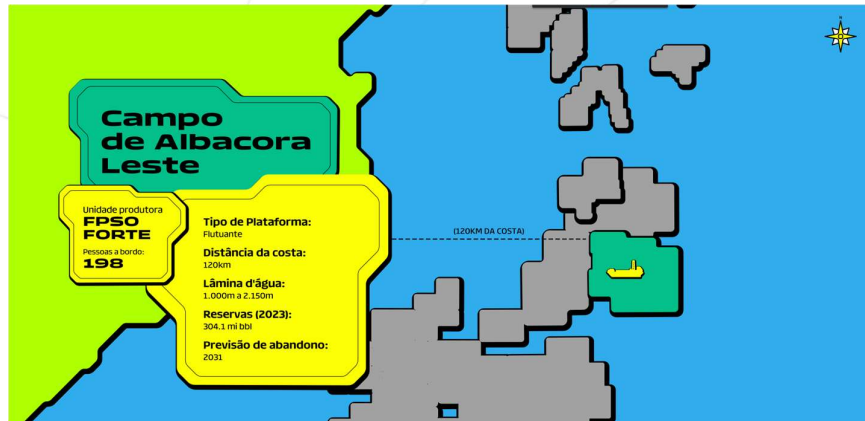 Campo
de Albacora
Leste
Unidade produtora
FPSO
FORTE
Pessoas a bordo:
198
Tipo de Plataforma:
Flutuante
Distância da costa:
120km
Lâmina d'água:
1.000m a 2.150m
Reservas (2023):
304.1 mi bbl
Previsão de abandono:
2031
(120KM DA COSTA)
N